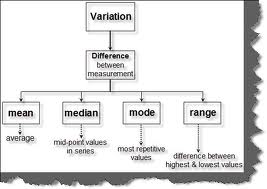 Variation
Difference
between
measurement
mean
median
mode
range
average
mid-point values
in series
most repetitive
values
difference between
highest & lowest values